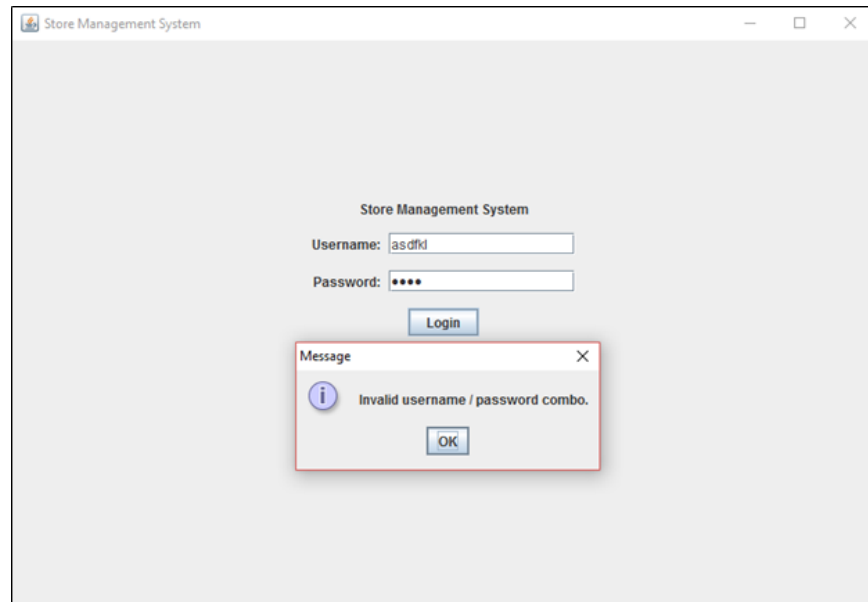 Store Management System
Store Management System
Username: asdfkl
Password: ••••
Login
Message
i
Invalid username / password combo.
OK